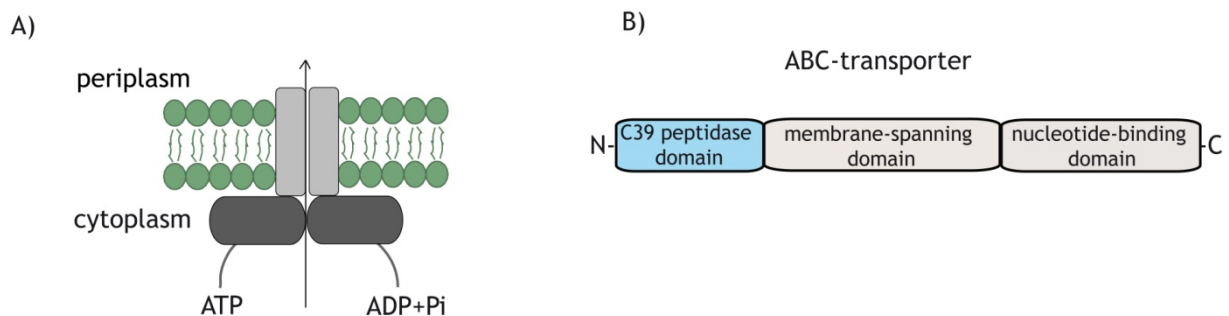 A)
periplasm
cytoplasm
ATP
ADP+Pi
B)
ABC-transporter
N-
C39 peptidase
domain
membrane-spanning
domain
nucleotide-binding
domain
-C